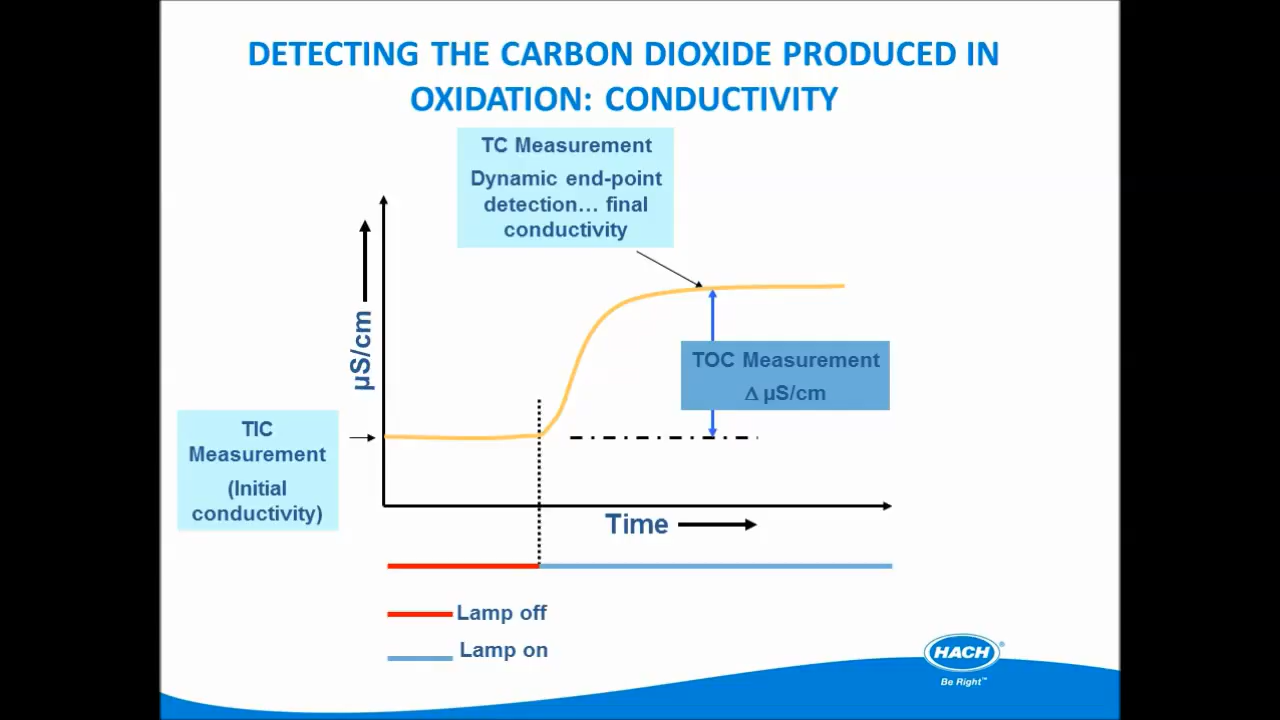 DETECTING THE CARBON DIOXIDE PRODUCED IN
OXIDATION: CONDUCTIVITY
TC Measurement
Dynamic end-point
detection... final
conductivity
µS/cm
TOC Measurement
Δ µS/cm
TIC
Measurement
(Initial
conductivity)
Time
Lamp off
Lamp on
HACH®
Be Right™